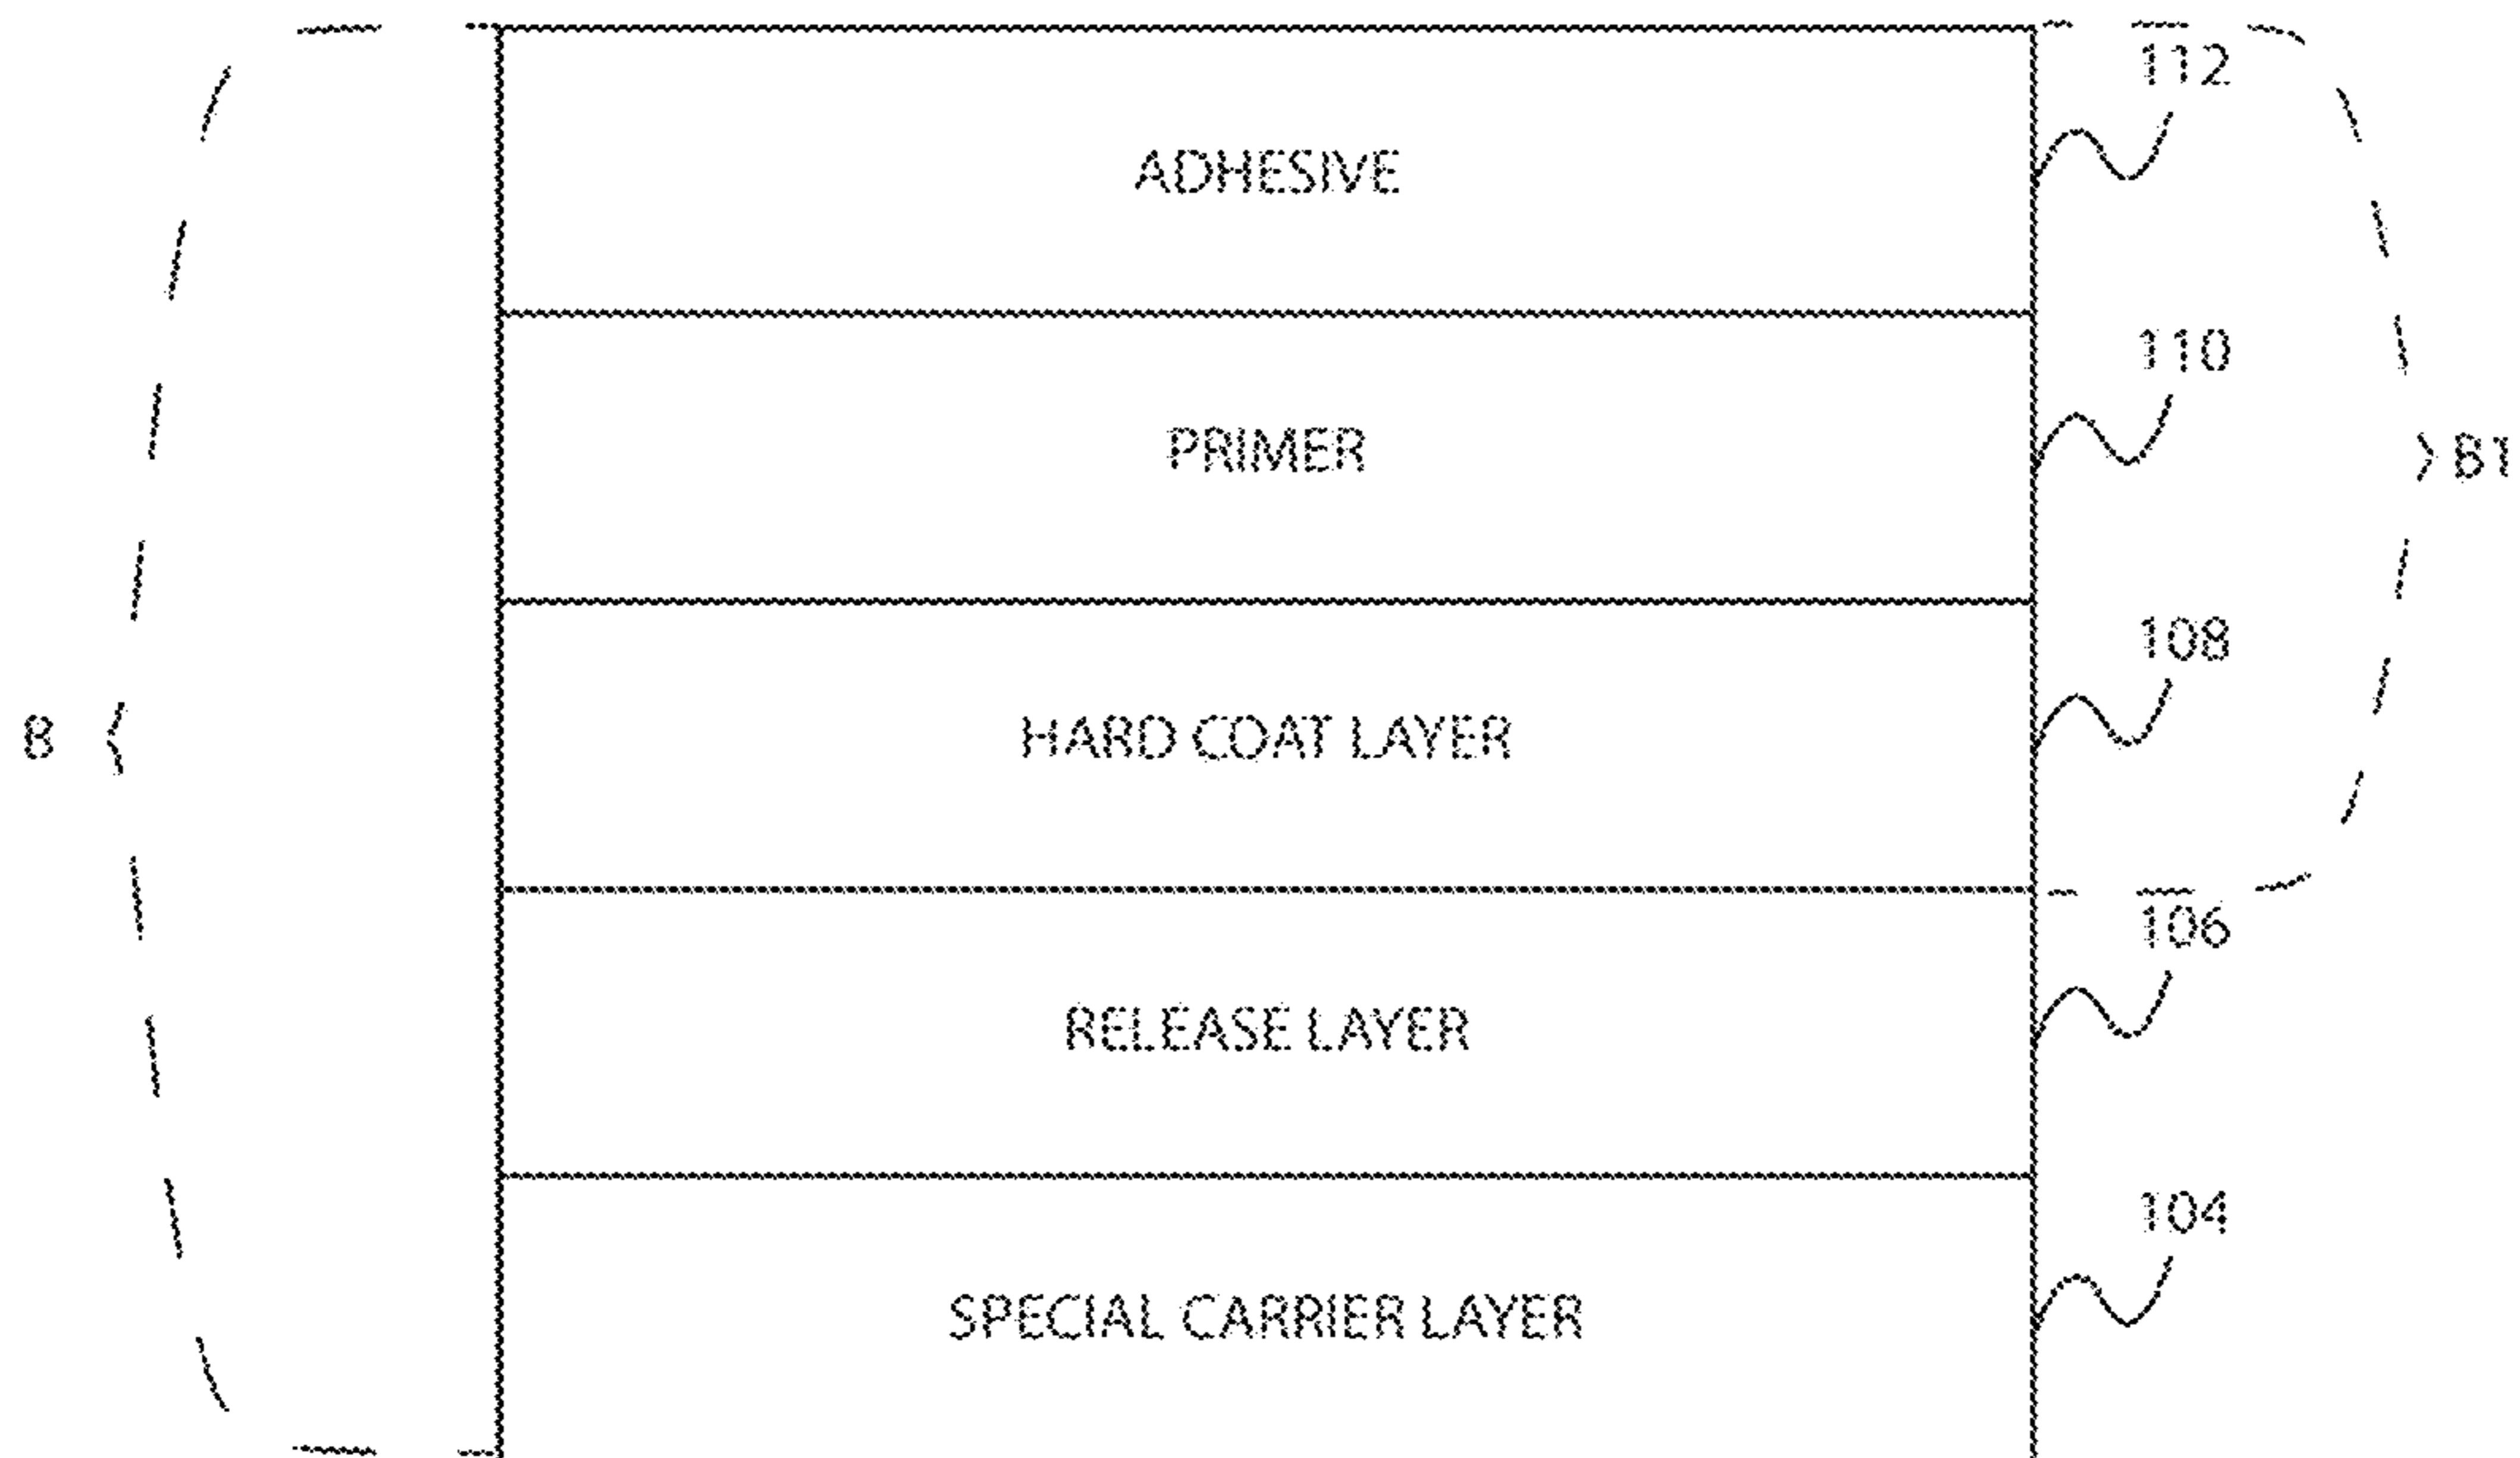 112
ADHESIVE
110
PRIMER
B1
108
HARD COAT LAYER
B
106
RELEASE LAYER
104
SPECIAL CARRIER LAYER